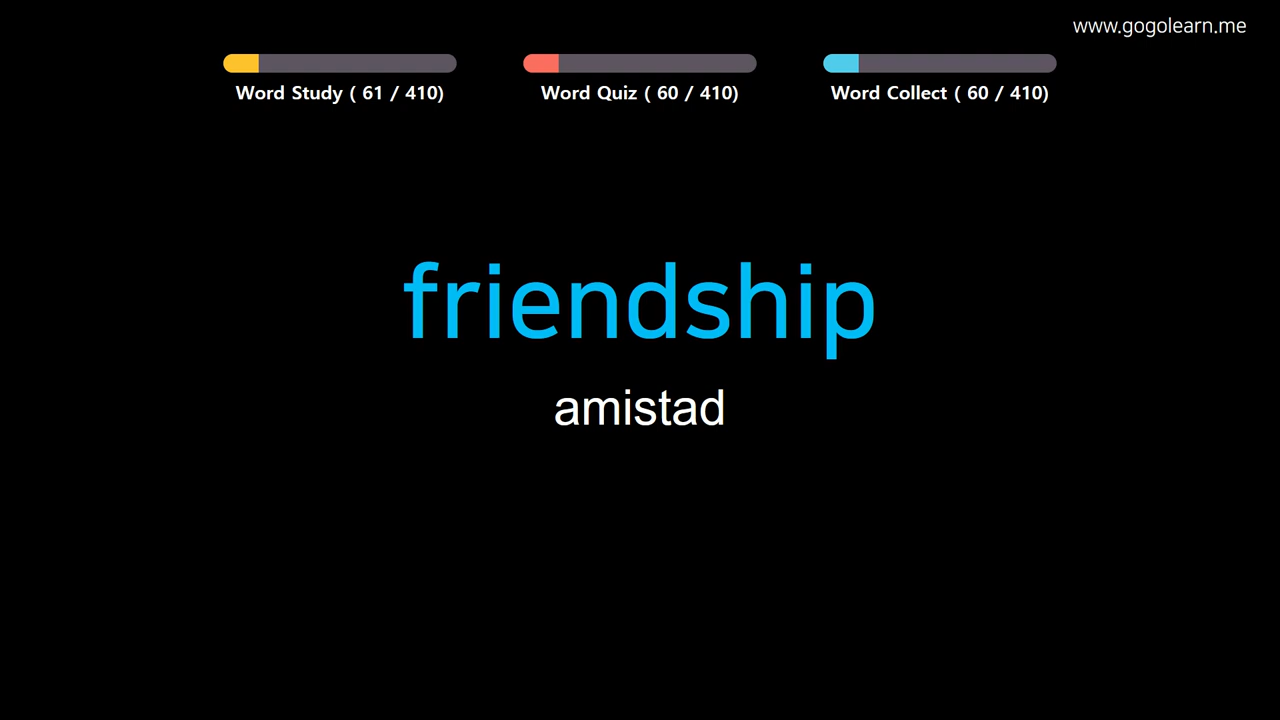 www.gogolearn.me
Word Study ( 61 / 410)
Word Quiz ( 60 / 410)
Word Collect ( 60 / 410)
friendship
amistad